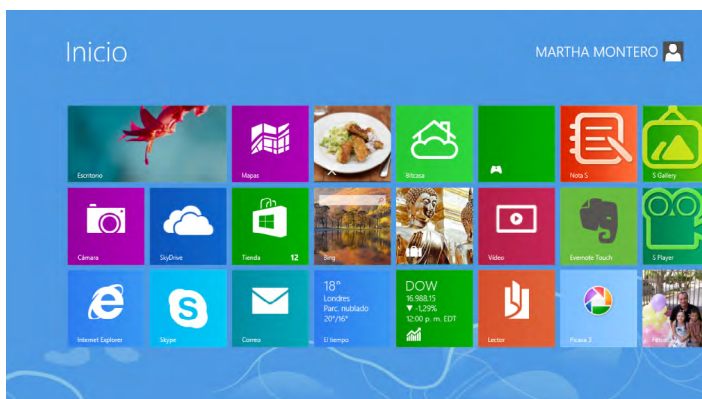 Inicio
MARTHA MONTERO
Escritorio
Mapas
Bitcasa
Nota S
S Gallery
Cámara
SkyDrive
Tienda
12
Bing
Vídeo
Evernote Touch
S Player
Internet Explorer
Skype
Correo
18°
Londres
Parc. nublado
20°/16°
El tiempo
DOW
16.988,15
▼ -1,29%
12:00 p. m. EDT
Lector
Picasa 3
Fotos